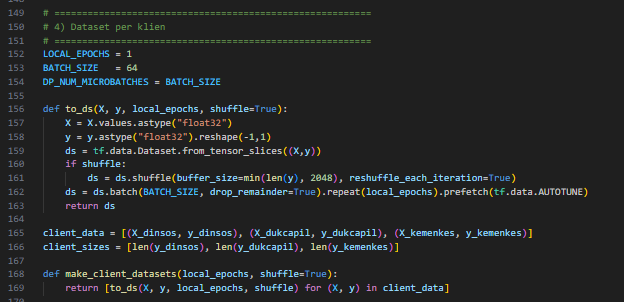 149 # ====================================================
150 # 4) Dataset per klien
151 # ====================================================
152 LOCAL_EPOCHS = 1
153 BATCH_SIZE   = 64
154 DP_NUM_MICROBATCHES = BATCH_SIZE
155
156 def to_ds(X, y, local_epochs, shuffle=True):
157     X = X.values.astype("float32")
158     y = y.astype("float32").reshape(-1,1)
159     ds = tf.data.Dataset.from_tensor_slices((X,y))
160     if shuffle:
161         ds = ds.shuffle(buffer_size=min(len(y), 2048), reshuffle_each_iteration=True)
162     ds = ds.batch(BATCH_SIZE, drop_remainder=True).repeat(local_epochs).prefetch(tf.data.AUTOTUNE)
163     return ds
164
165 client_data = [(X_dinsos, y_dinsos), (X_dukcapil, y_dukcapil), (X_kemenkes, y_kemenkes)]
166 client_sizes = [len(y_dinsos), len(y_dukcapil), len(y_kemenkes)]
167
168 def make_client_datasets(local_epochs, shuffle=True):
169     return [to_ds(X, y, local_epochs, shuffle) for (X, y) in client_data]
170